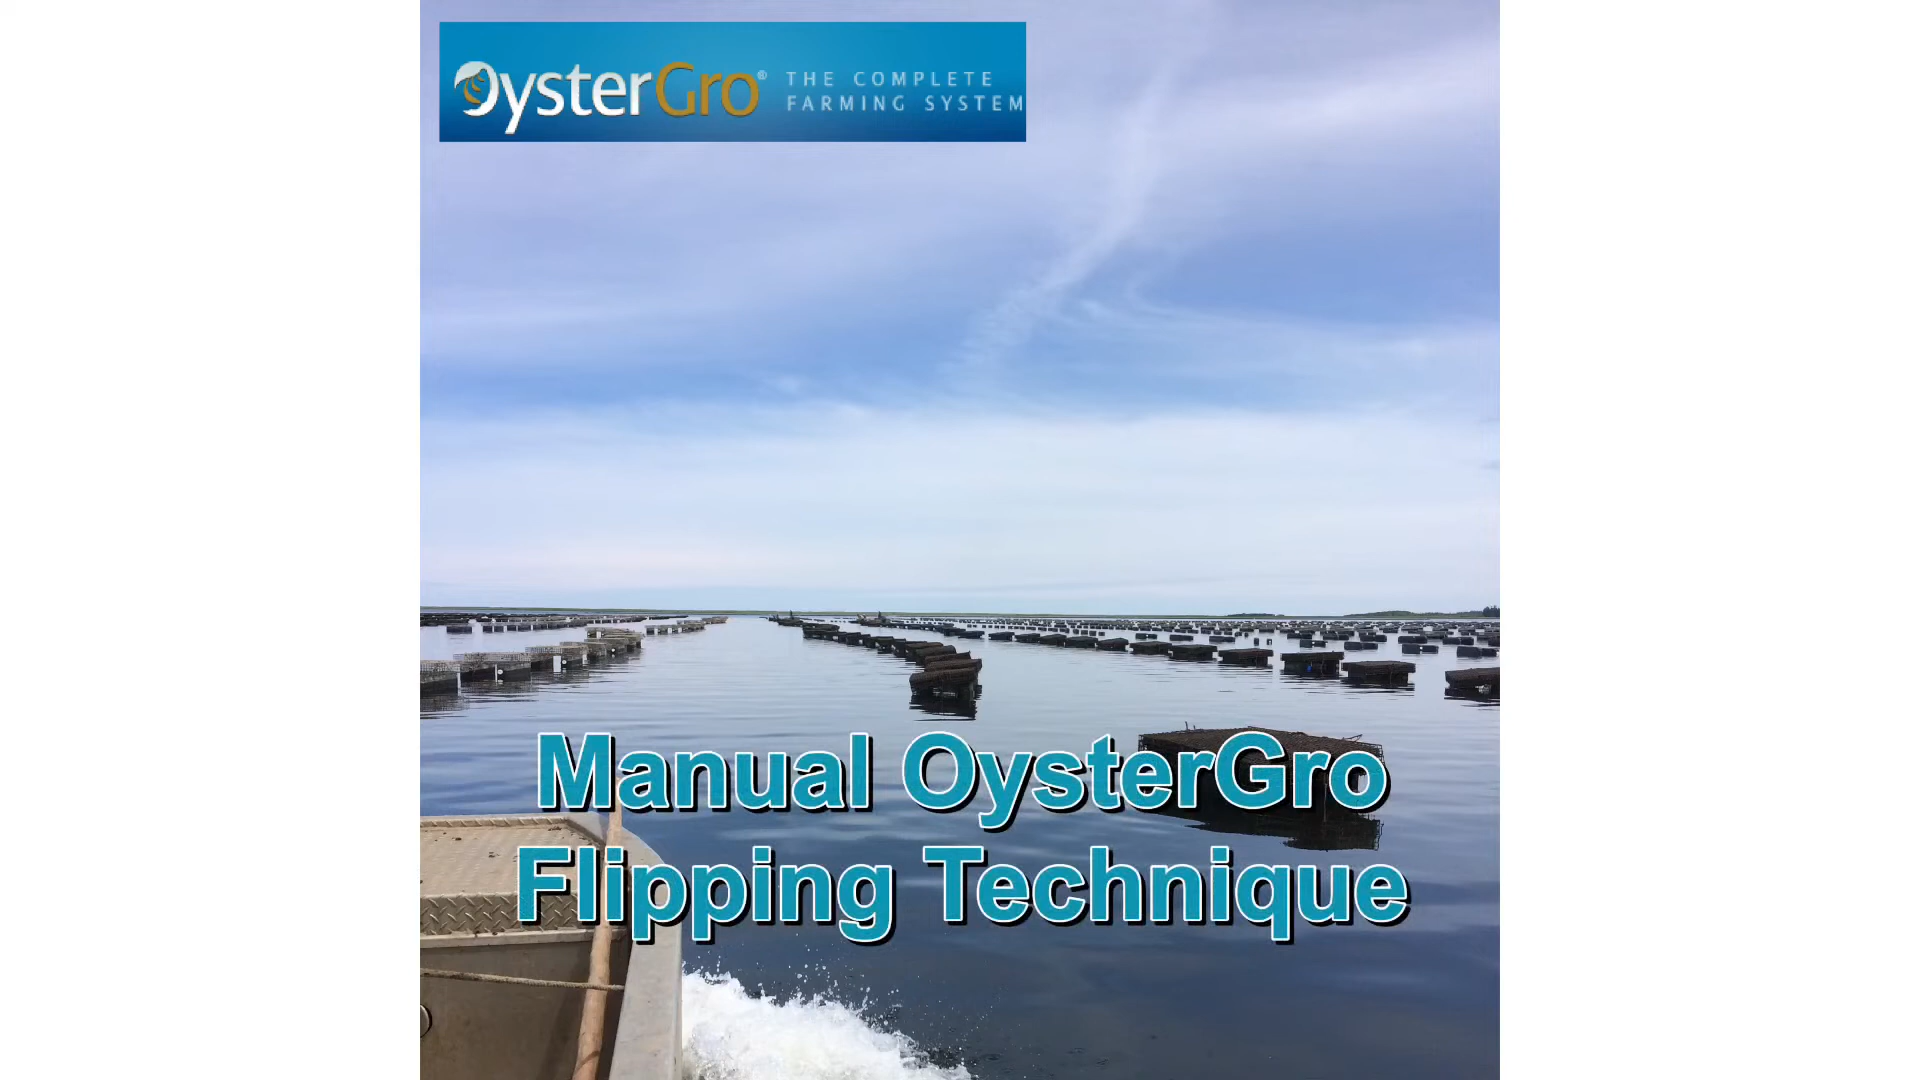 OysterGro® THE COMPLETE
FARMING SYSTEM
Manual OysterGro
Flipping Technique